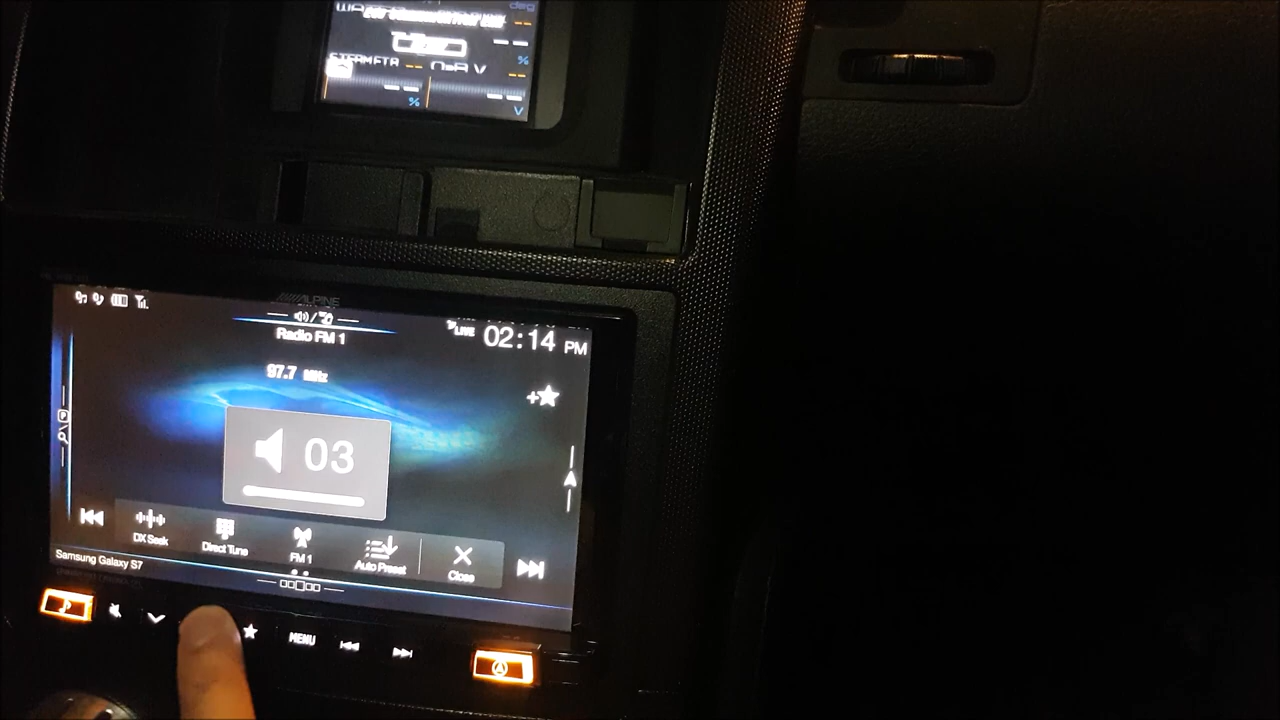 deg
%
%
V
ALPINE
Radio FM 1
LIVE
02:14 PM
97.7 MHz
03
DX Seek
Direct Tune
FM 1
Auto Preset
Close
Samsung Galaxy S7
MENU